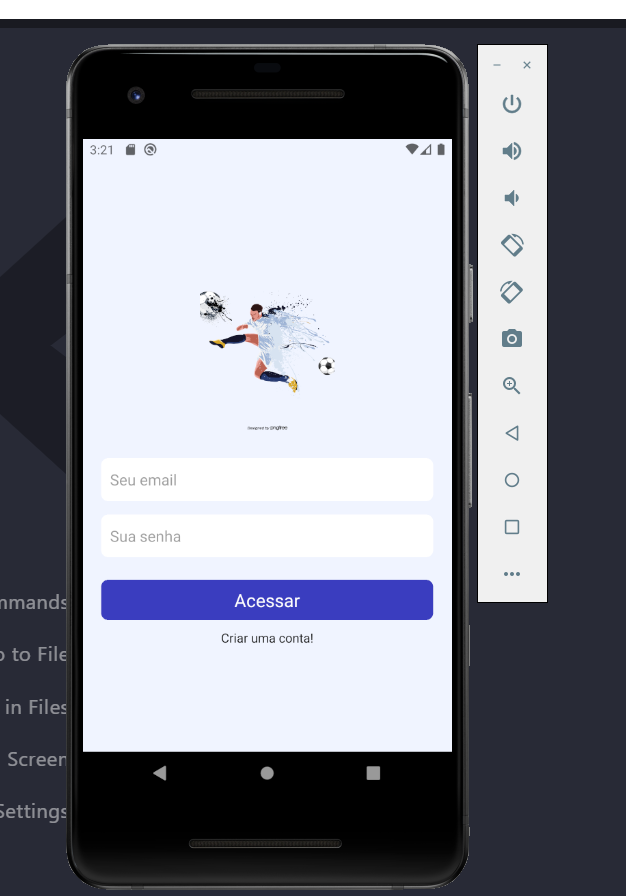 3:21
Designed by pngtree
Seu email
Sua senha
Acessar
Criar uma conta!
mmands
to File
in Files
Screen
Settings